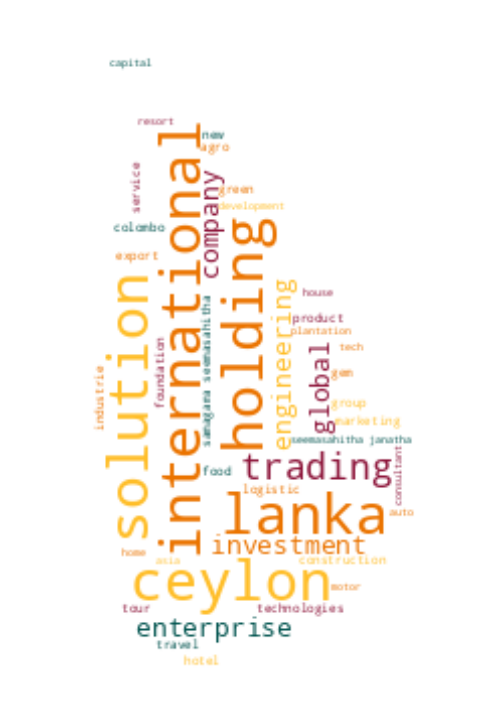 capital
resort
new
agro
international
service
company
green
development
colombo
holding
export
solution
engineering
house
samagara seemasahitha
product
plantation
foundation
global
tech
industrie
gem
group
marketing
seemasahitha janatha
food
trading
consultant
logistic
lanka
auto
investment
home
asia
construction
ceylon
motor
tour
technologies
enterprise
travel
hotel